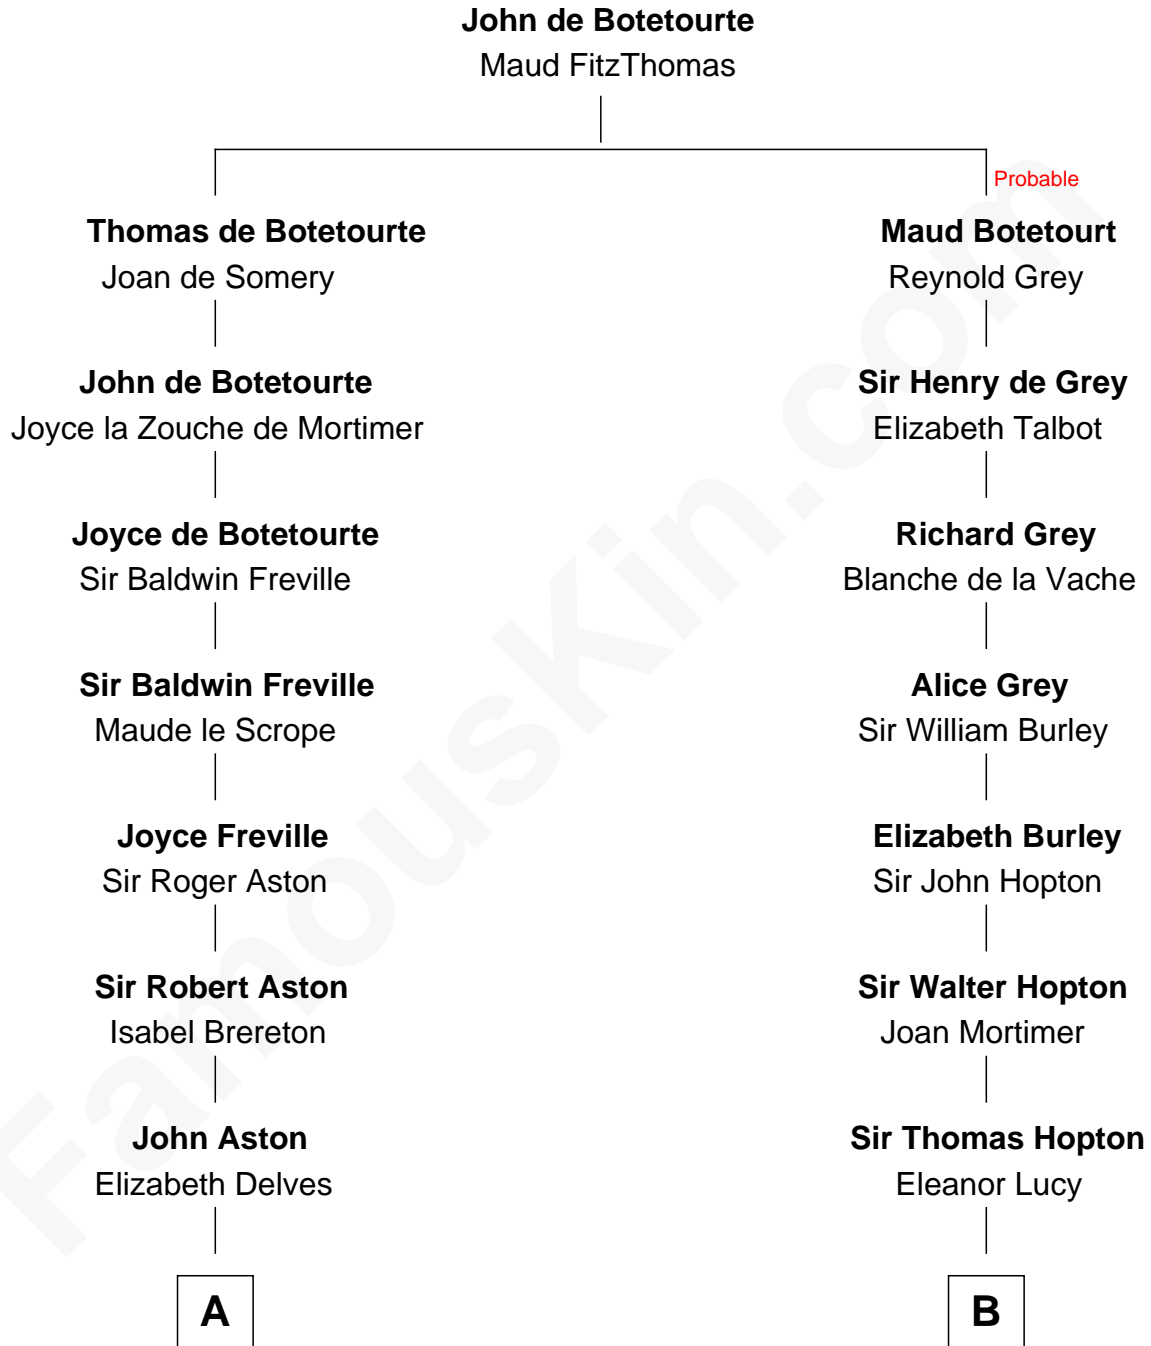 John de Botetourte
Maud FitzThomas
Probable
Thomas de Botetourte
Joan de Somery
Maud Botetourt
Reynold Grey
John de Botetourte
Joyce la Zouche de Mortimer
Sir Henry de Grey
Elizabeth Talbot
Joyce de Botetourte
Sir Baldwin Freville
Richard Grey
Blanche de la Vache
Sir Baldwin Freville
Maude le Scrope
Alice Grey
Sir William Burley
Joyce Freville
Sir Roger Aston
Elizabeth Burley
Sir John Hopton
Sir Robert Aston
Isabel Brereton
Sir Walter Hopton
Joan Mortimer
John Aston
Elizabeth Delves
Sir Thomas Hopton
Eleanor Lucy
A
B
FamousKin.com